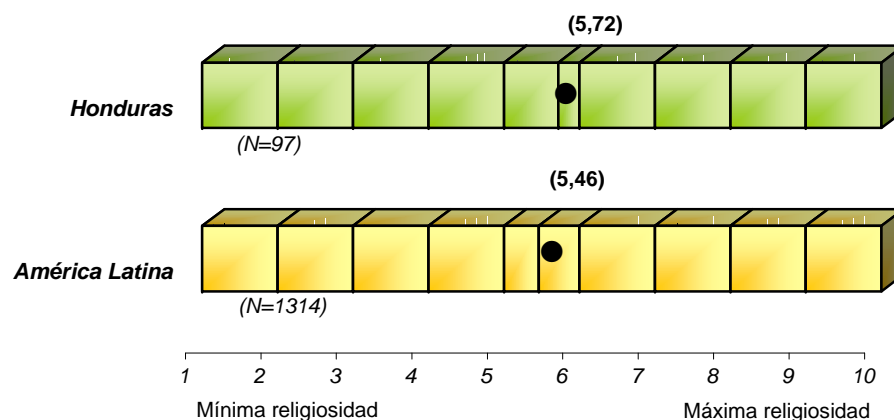 (5,72)
Honduras
(N=97)
(5,46)
América Latina
(N=1314)
1 2 3 4 5 6 7 8 9 10
Mínima religiosidad Máxima religiosidad